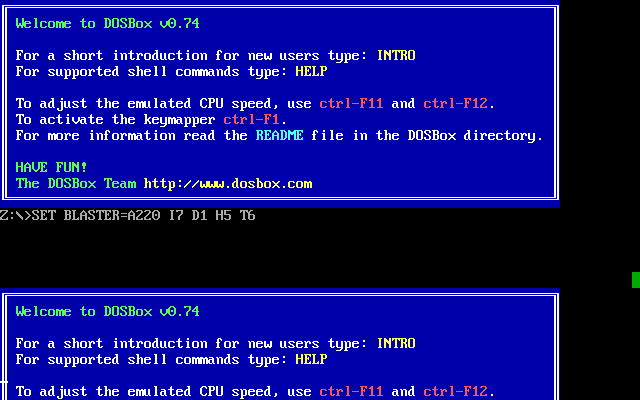 Welcome to DOSBox v0.74
For a short introduction for new users type: INTRO
For supported shell commands type: HELP
To adjust the emulated CPU speed, use ctrl-F11 and ctrl-F12.
To activate the keymapper ctrl-F1.
For more information read the README file in the DOSBox directory.
HAVE FUN!
The DOSBox Team http://www.dosbox.com
Z:\>SET BLASTER=A220 I7 D1 H5 T6
Welcome to DOSBox v0.74
For a short introduction for new users type: INTRO
For supported shell commands type: HELP
To adjust the emulated CPU speed, use ctrl-F11 and ctrl-F12.